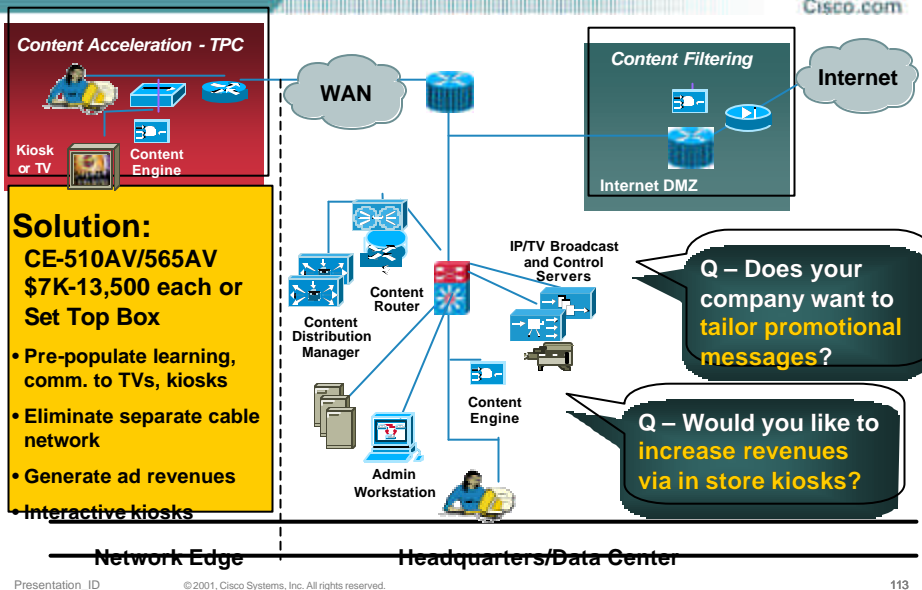 Cisco.com
Content Acceleration - TPC
Kiosk
or TV
Content
Engine
WAN
Content Filtering
Internet DMZ
Internet
Solution:
CE-510AV/565AV
$7K-13,500 each or
Set Top Box
• Pre-populate learning,
comm. to TVs, kiosks
• Eliminate separate cable
network
• Generate ad revenues
• Interactive kiosks
Content
Distribution
Manager
Content
Router
IP/TV Broadcast
and Control
Servers
Content
Engine
Admin
Workstation
Q – Does your
company want to
tailor promotional
messages?
Q – Would you like to
increase revenues
via in store kiosks?
Network Edge
Headquarters/Data Center
Presentation_ID
© 2001, Cisco Systems, Inc. All rights reserved.
113